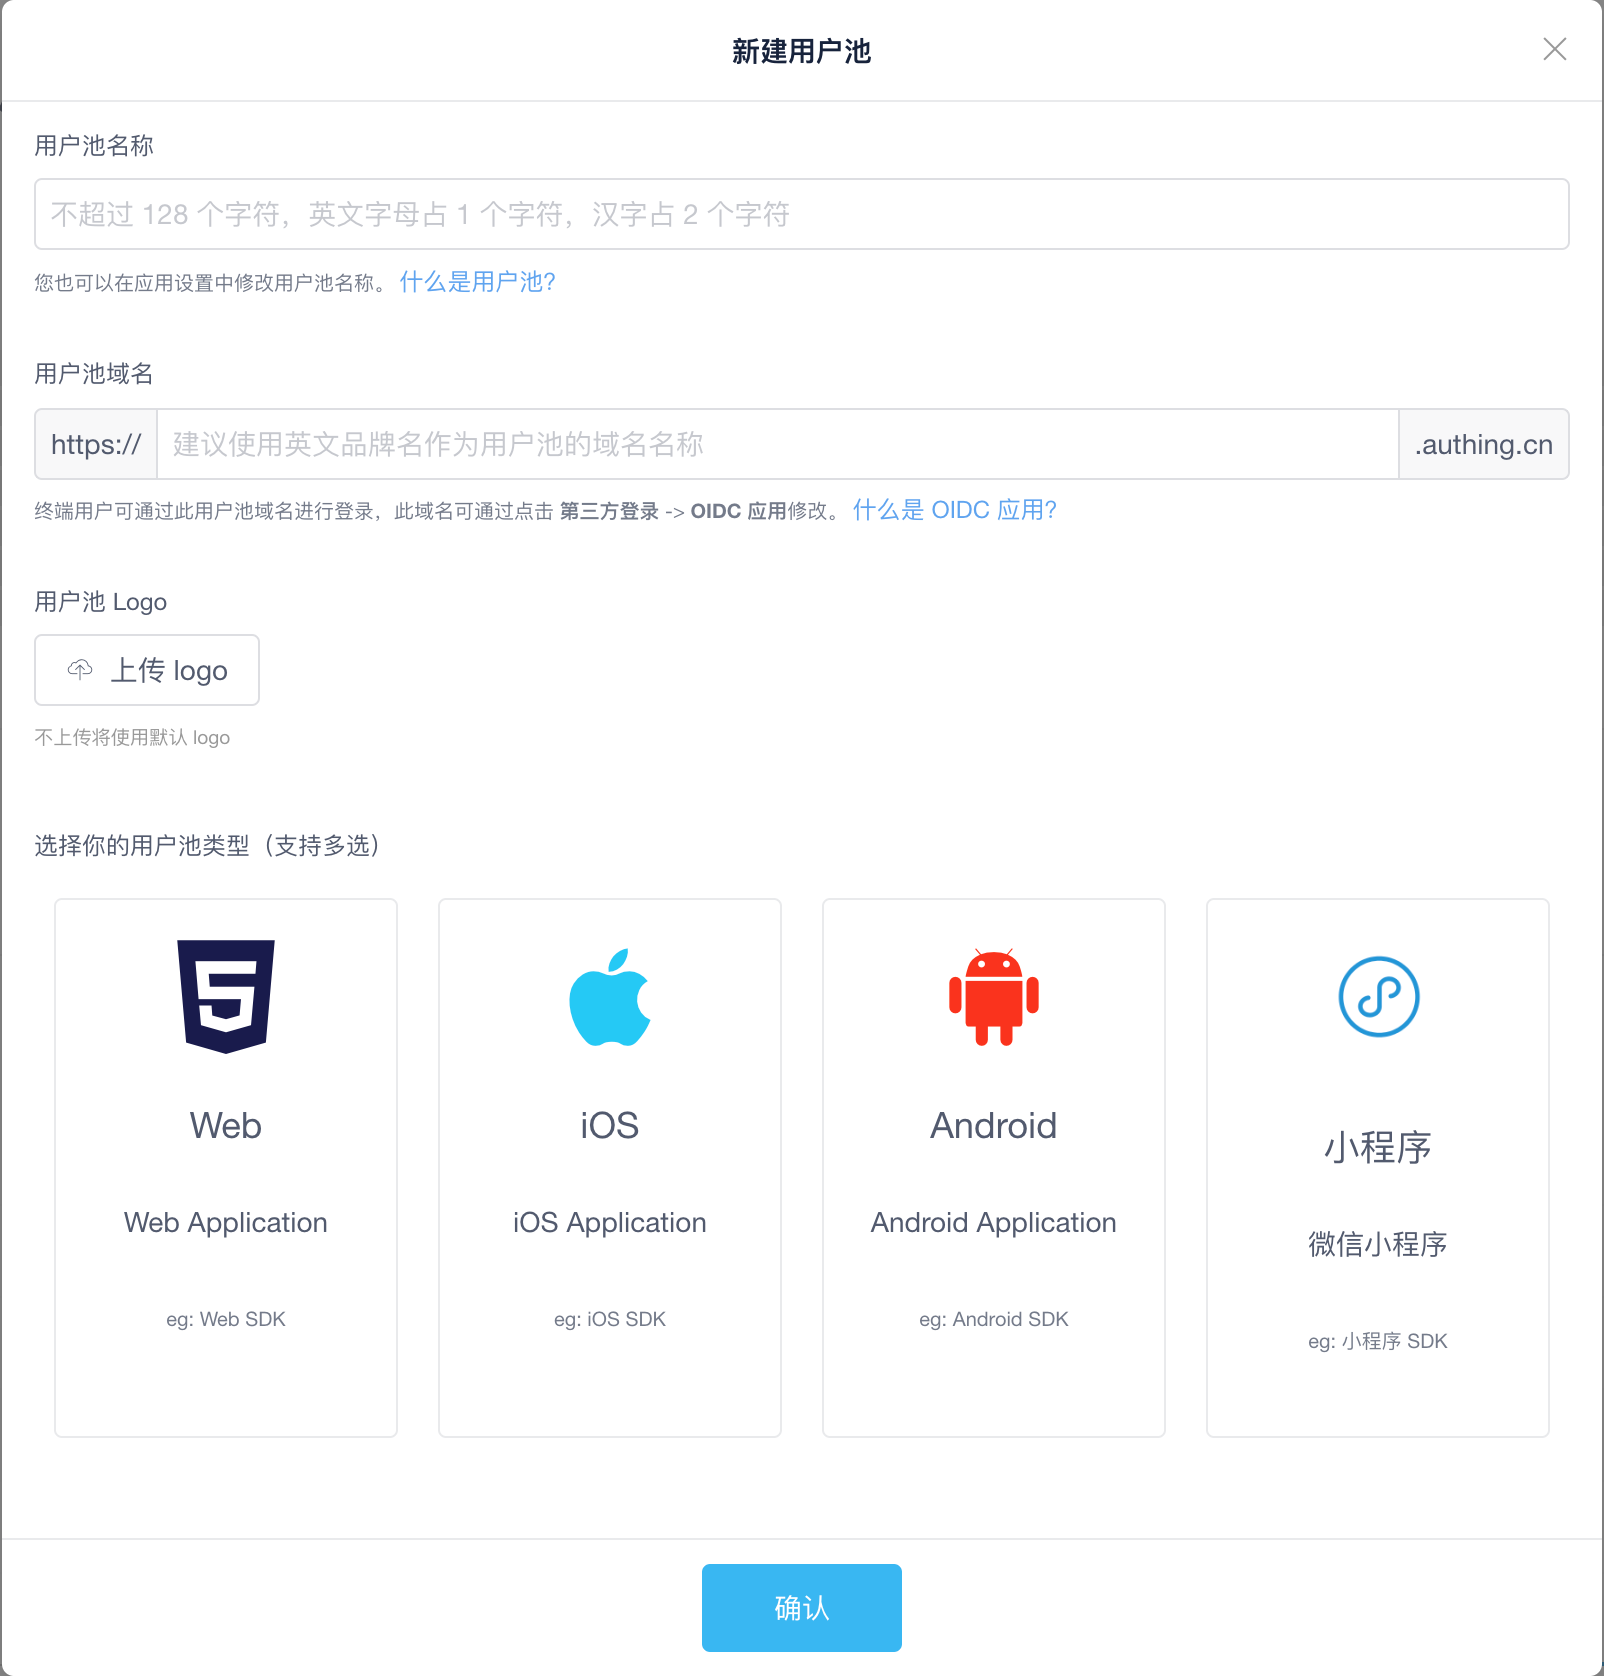 新建用户池
用户池名称
不超过 128 个字符，英文字母占 1 个字符，汉字占 2 个字符
您也可以在应用设置中修改用户池名称。 什么是用户池?
用户池域名
https:// 建议使用英文品牌名作为用户池的域名名称 .authing.cn
终端用户可通过此用户池域名进行登录，此域名可通过点击 第三方登录 -> OIDC 应用修改。 什么是 OIDC 应用?
用户池 Logo
上传 logo
不上传将使用默认 logo
选择你的用户池类型（支持多选）
Web
Web Application
eg: Web SDK
iOS
iOS Application
eg: iOS SDK
Android
Android Application
eg: Android SDK
小程序
微信小程序
eg: 小程序 SDK
确认